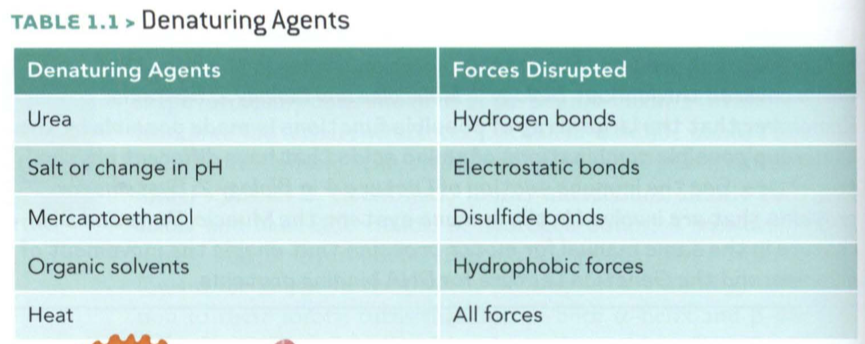 TABLE 1.1 > Denaturing Agents
Denaturing Agents Forces Disrupted
Urea Hydrogen bonds
Salt or change in pH Electrostatic bonds
Mercaptoethanol Disulfide bonds
Organic solvents Hydrophobic forces
Heat All forces